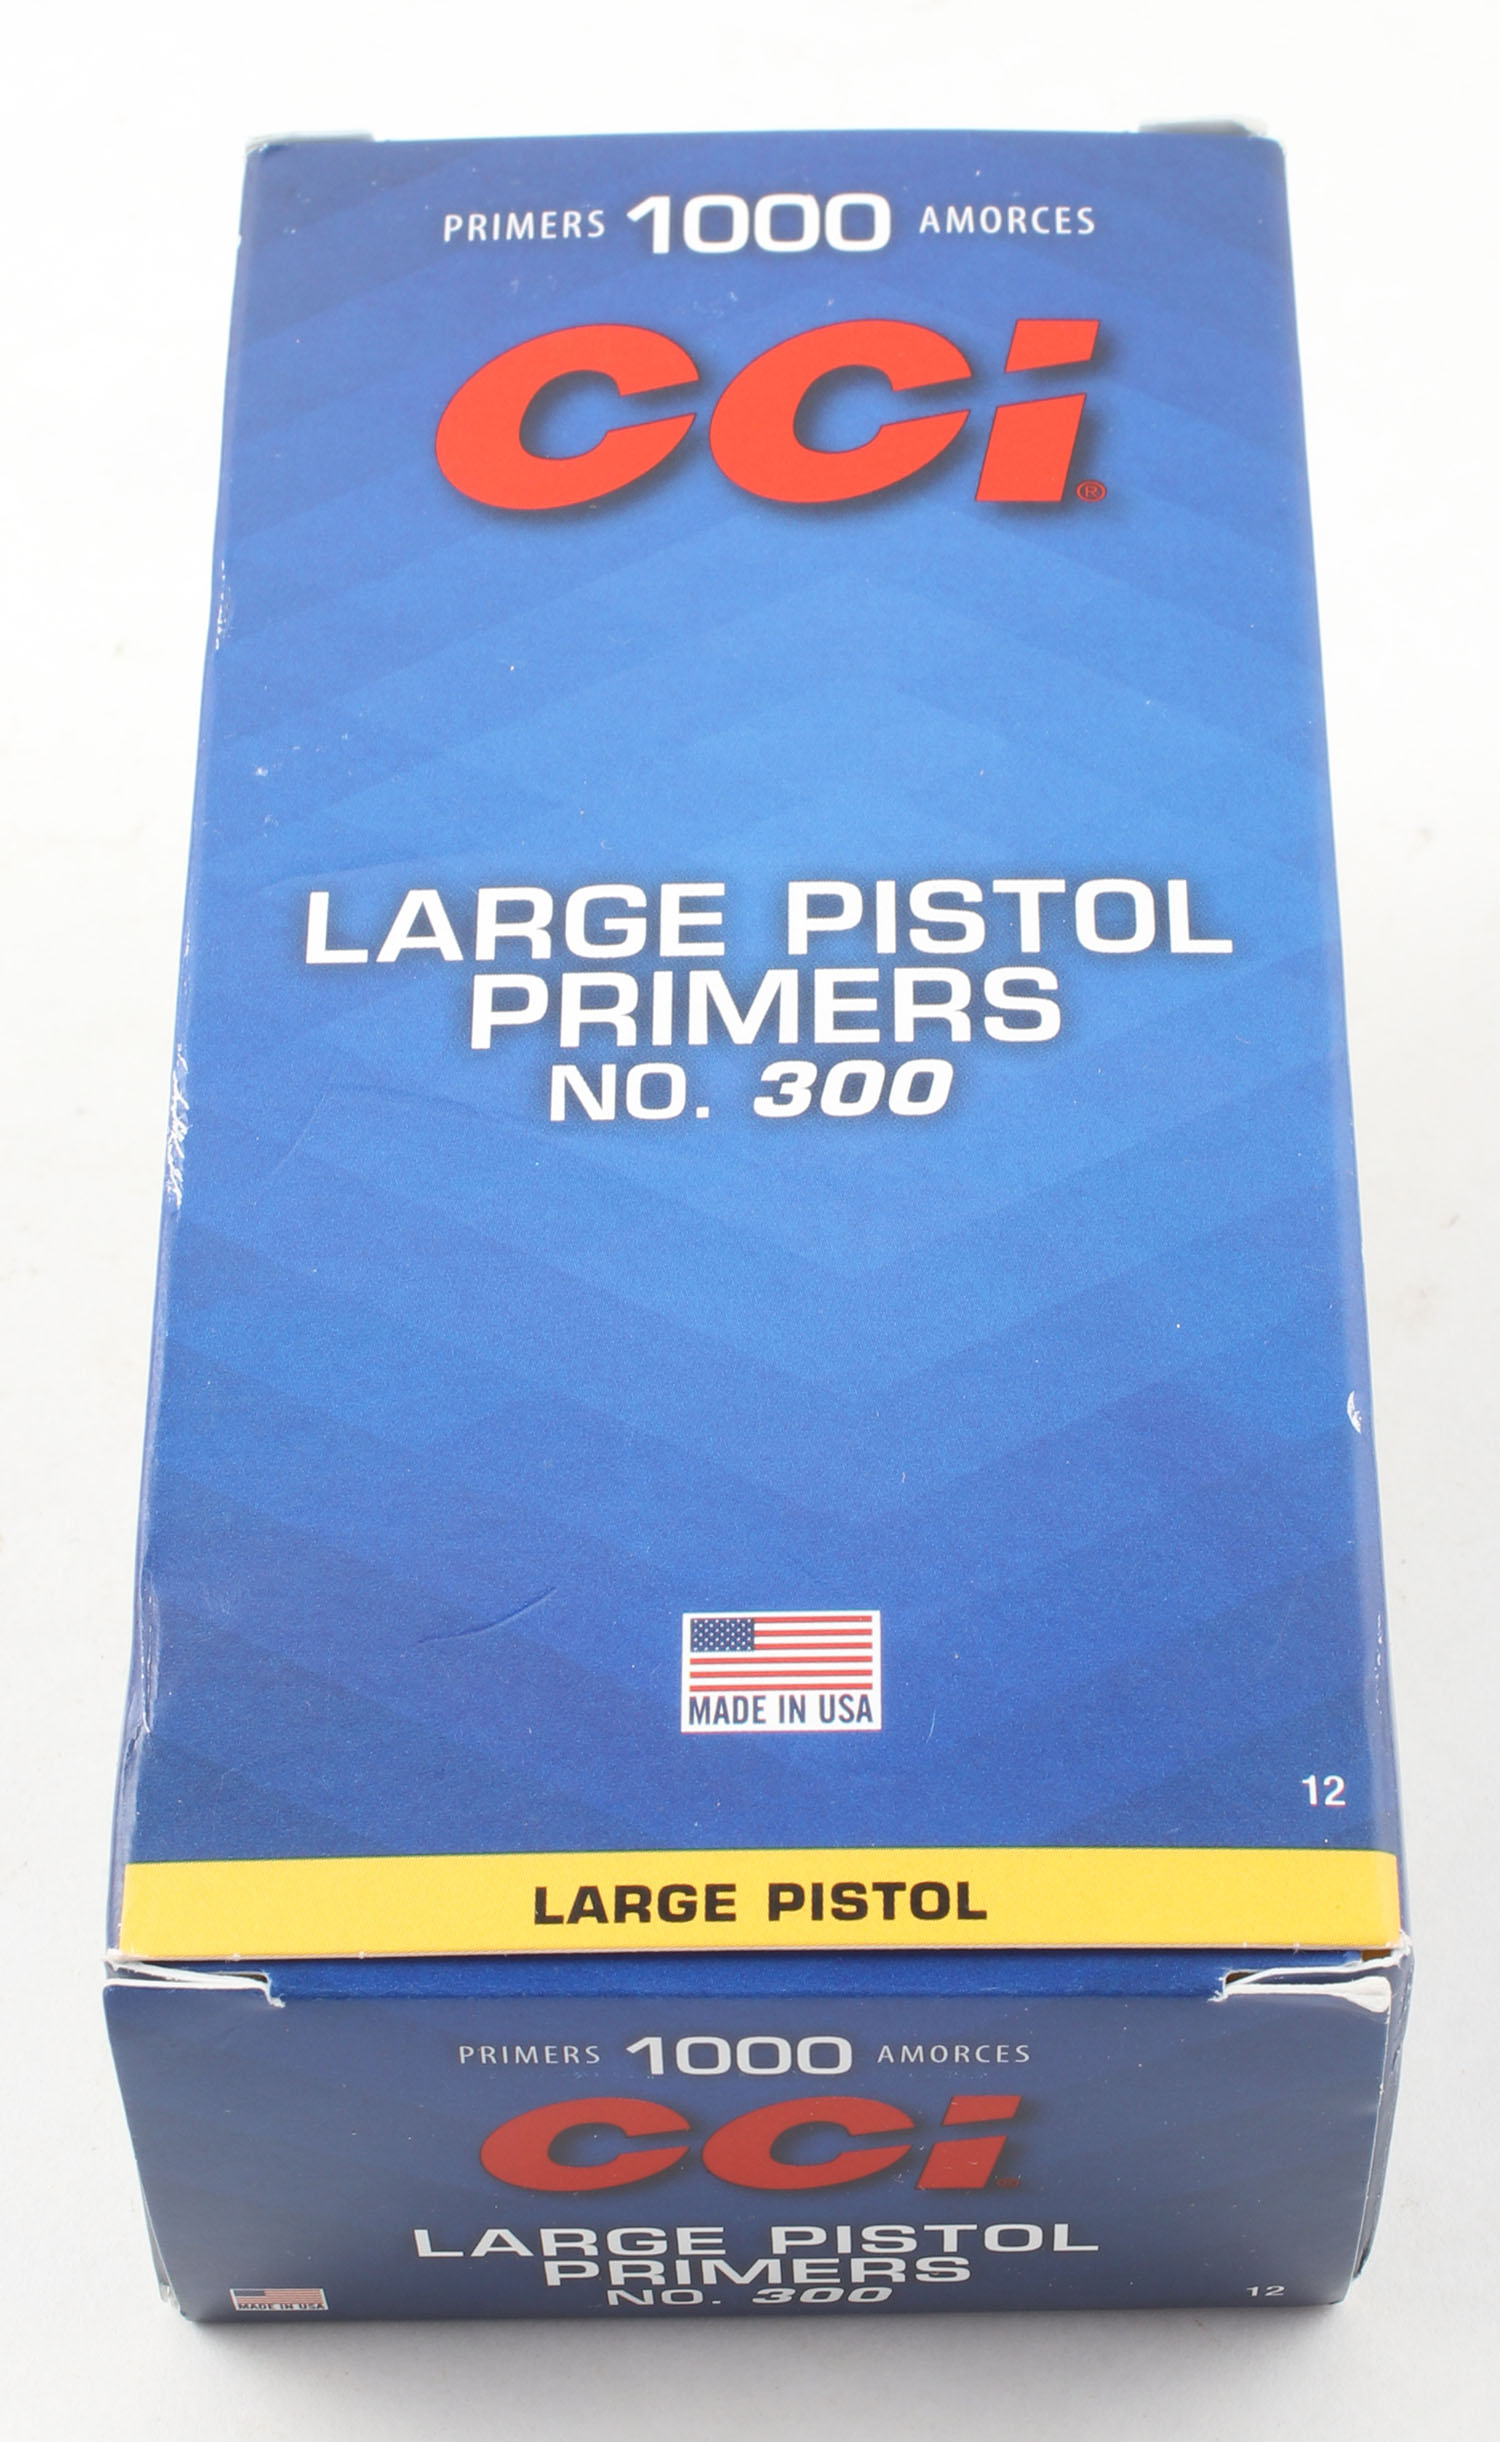 PRIMERS 1000 AMORCES
CCI®
LARGE PISTOL
PRIMERS
NO. 300
MADE IN USA
12
LARGE PISTOL
PRIMERS 1000 AMORCES
CCI®
LARGE PISTOL
PRIMERS
NO. 300
MADE IN USA
12